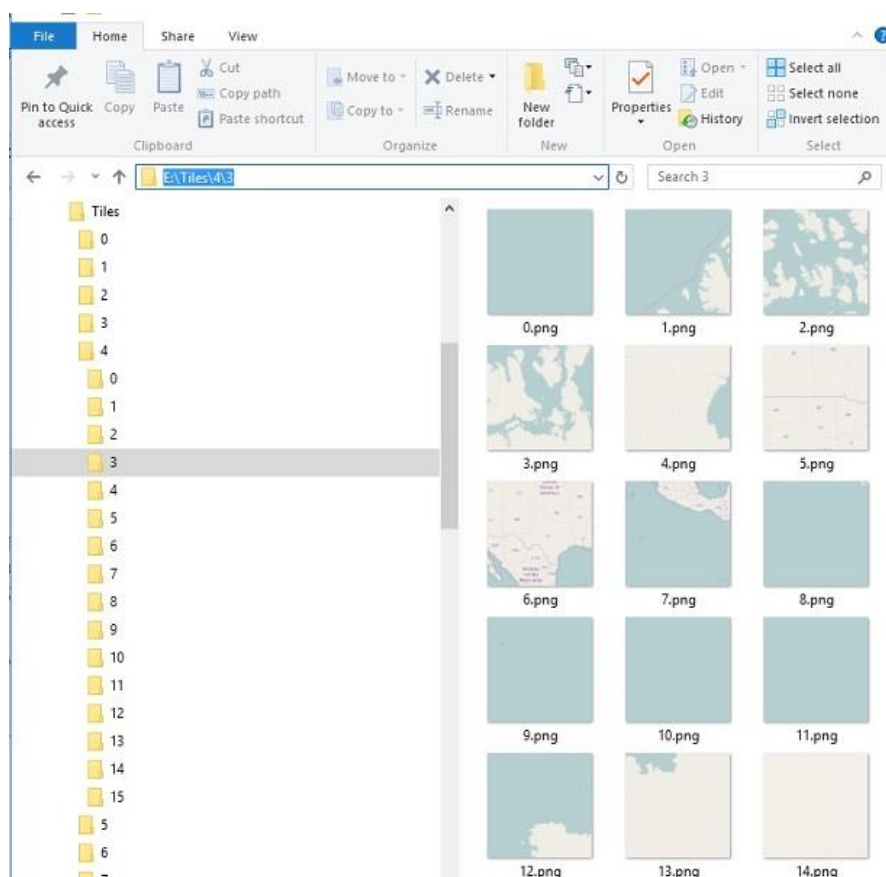 File Home Share View
Pin to Quick access
Copy
Paste
Cut
Copy path
Paste shortcut
Clipboard
Move to
Copy to
Delete
Rename
Organize
New folder
New
Properties
Open
Edit
History
Open
Select all
Select none
Invert selection
Select
E:\Tiles\4\3
Search 3
Tiles
0
1
2
3
4
0
1
2
3
4
5
6
7
8
9
10
11
12
13
14
15
5
6
0.png 1.png 2.png
3.png 4.png 5.png
6.png 7.png 8.png
9.png 10.png 11.png
12.png 13.png 14.png